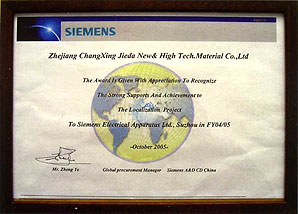 SIEMENS
Zhejiang ChangXing Jieda New& High Tech.Material Co.,Ltd
The Award Is Given With Appreciation To Recognize
The Strong Supports And Achievement to
The Localization Project
To Siemens Electrical Apparatus Ltd., Suzhou in FY04/05
-October 2005-
Mr. Zheng Ye Global procurement Manager Siemens A&D CD China